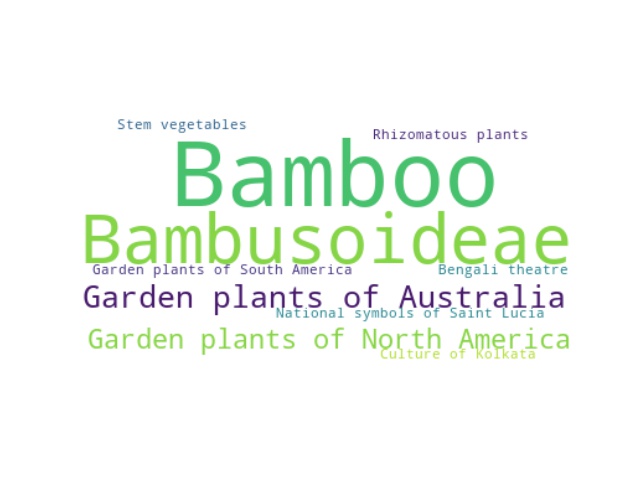 Stem vegetables
Rhizomatous plants
Bamboo
Bambusoideae
Garden plants of South America
Bengali theatre
Garden plants of Australia
National symbols of Saint Lucia
Garden plants of North America
Culture of Kolkata